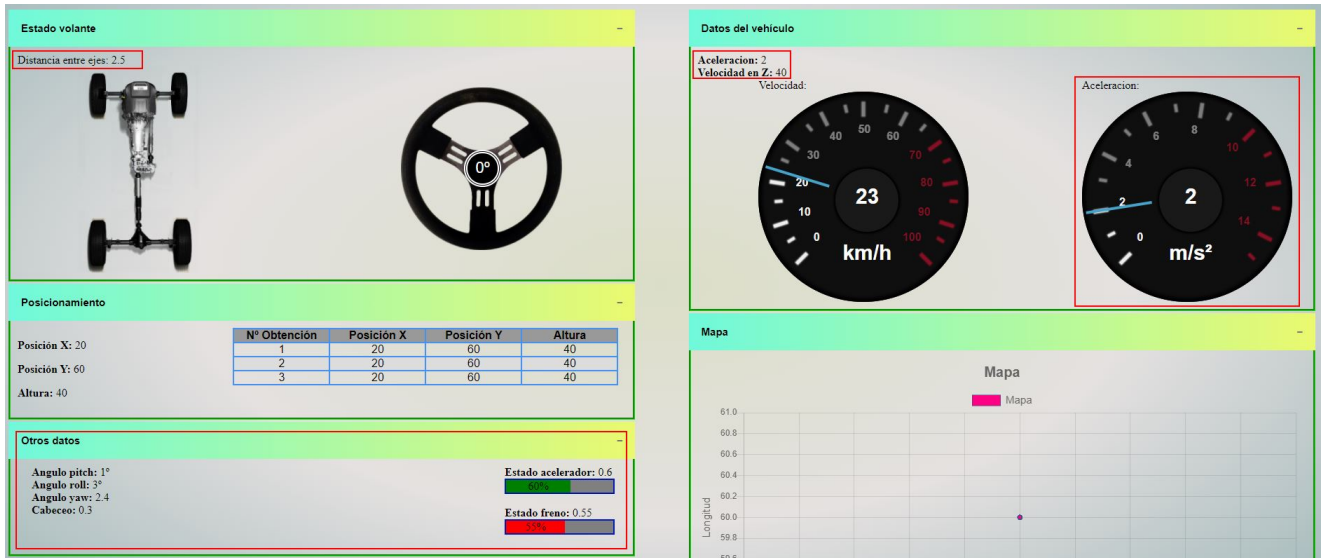 Estado volante −
Distancia entre ejes: 2.5
0º
Posicionamiento −
Posición X: 20
Posición Y: 60
Altura: 40
Nº Obtención Posición X Posición Y Altura
1 20 60 40
2 20 60 40
3 20 60 40
Otros datos −
Angulo pitch: 1º
Angulo roll: 3º
Angulo yaw: 2.4
Cabeceo: 0.3
Estado acelerador: 0.6
60%
Estado freno: 0.55
55%
Datos del vehículo −
Aceleracion: 2
Velocidad en Z: 40
Velocidad:
0 10 20 30 40 50 60 70 80 90 100
23
km/h
Aceleracion:
0 2 4 6 8 10 12 14
2
m/s²
Mapa −
Mapa
Mapa
Longitud
61.0
60.8
60.6
60.4
60.2
60.0
59.8
59.6